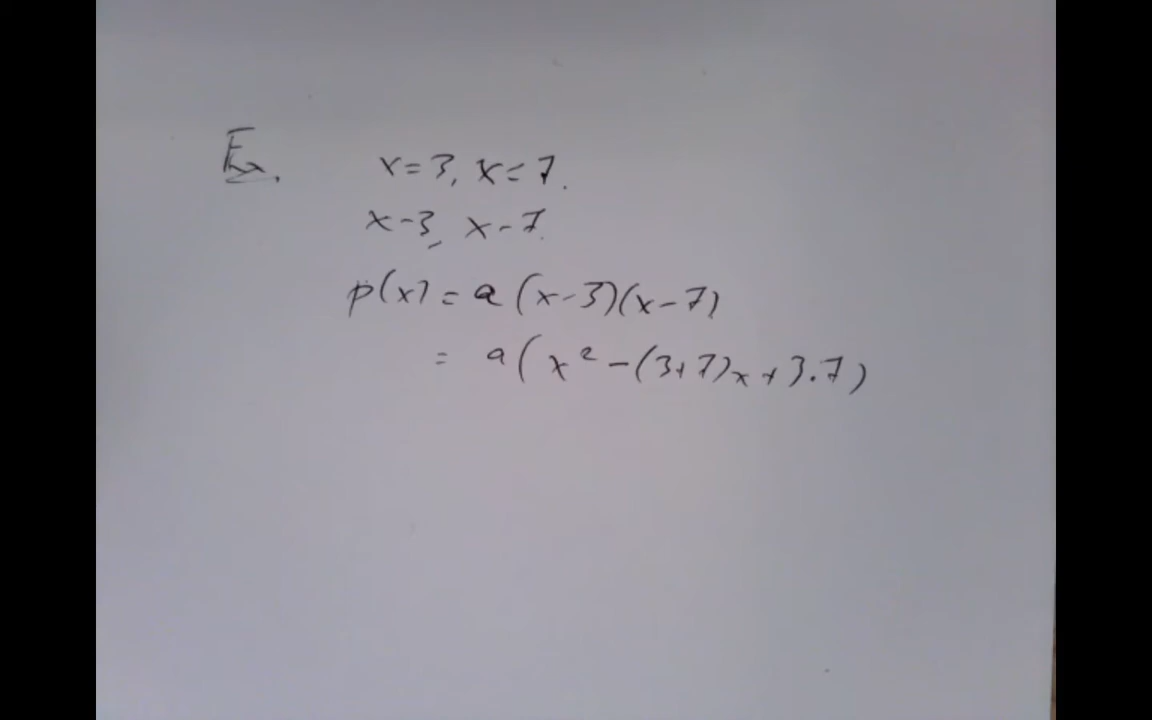 Ex. x=3, x=7.
x-3, x-7.
p(x) = a(x-3)(x-7)
= a(x² -(3+7)x+3.7)